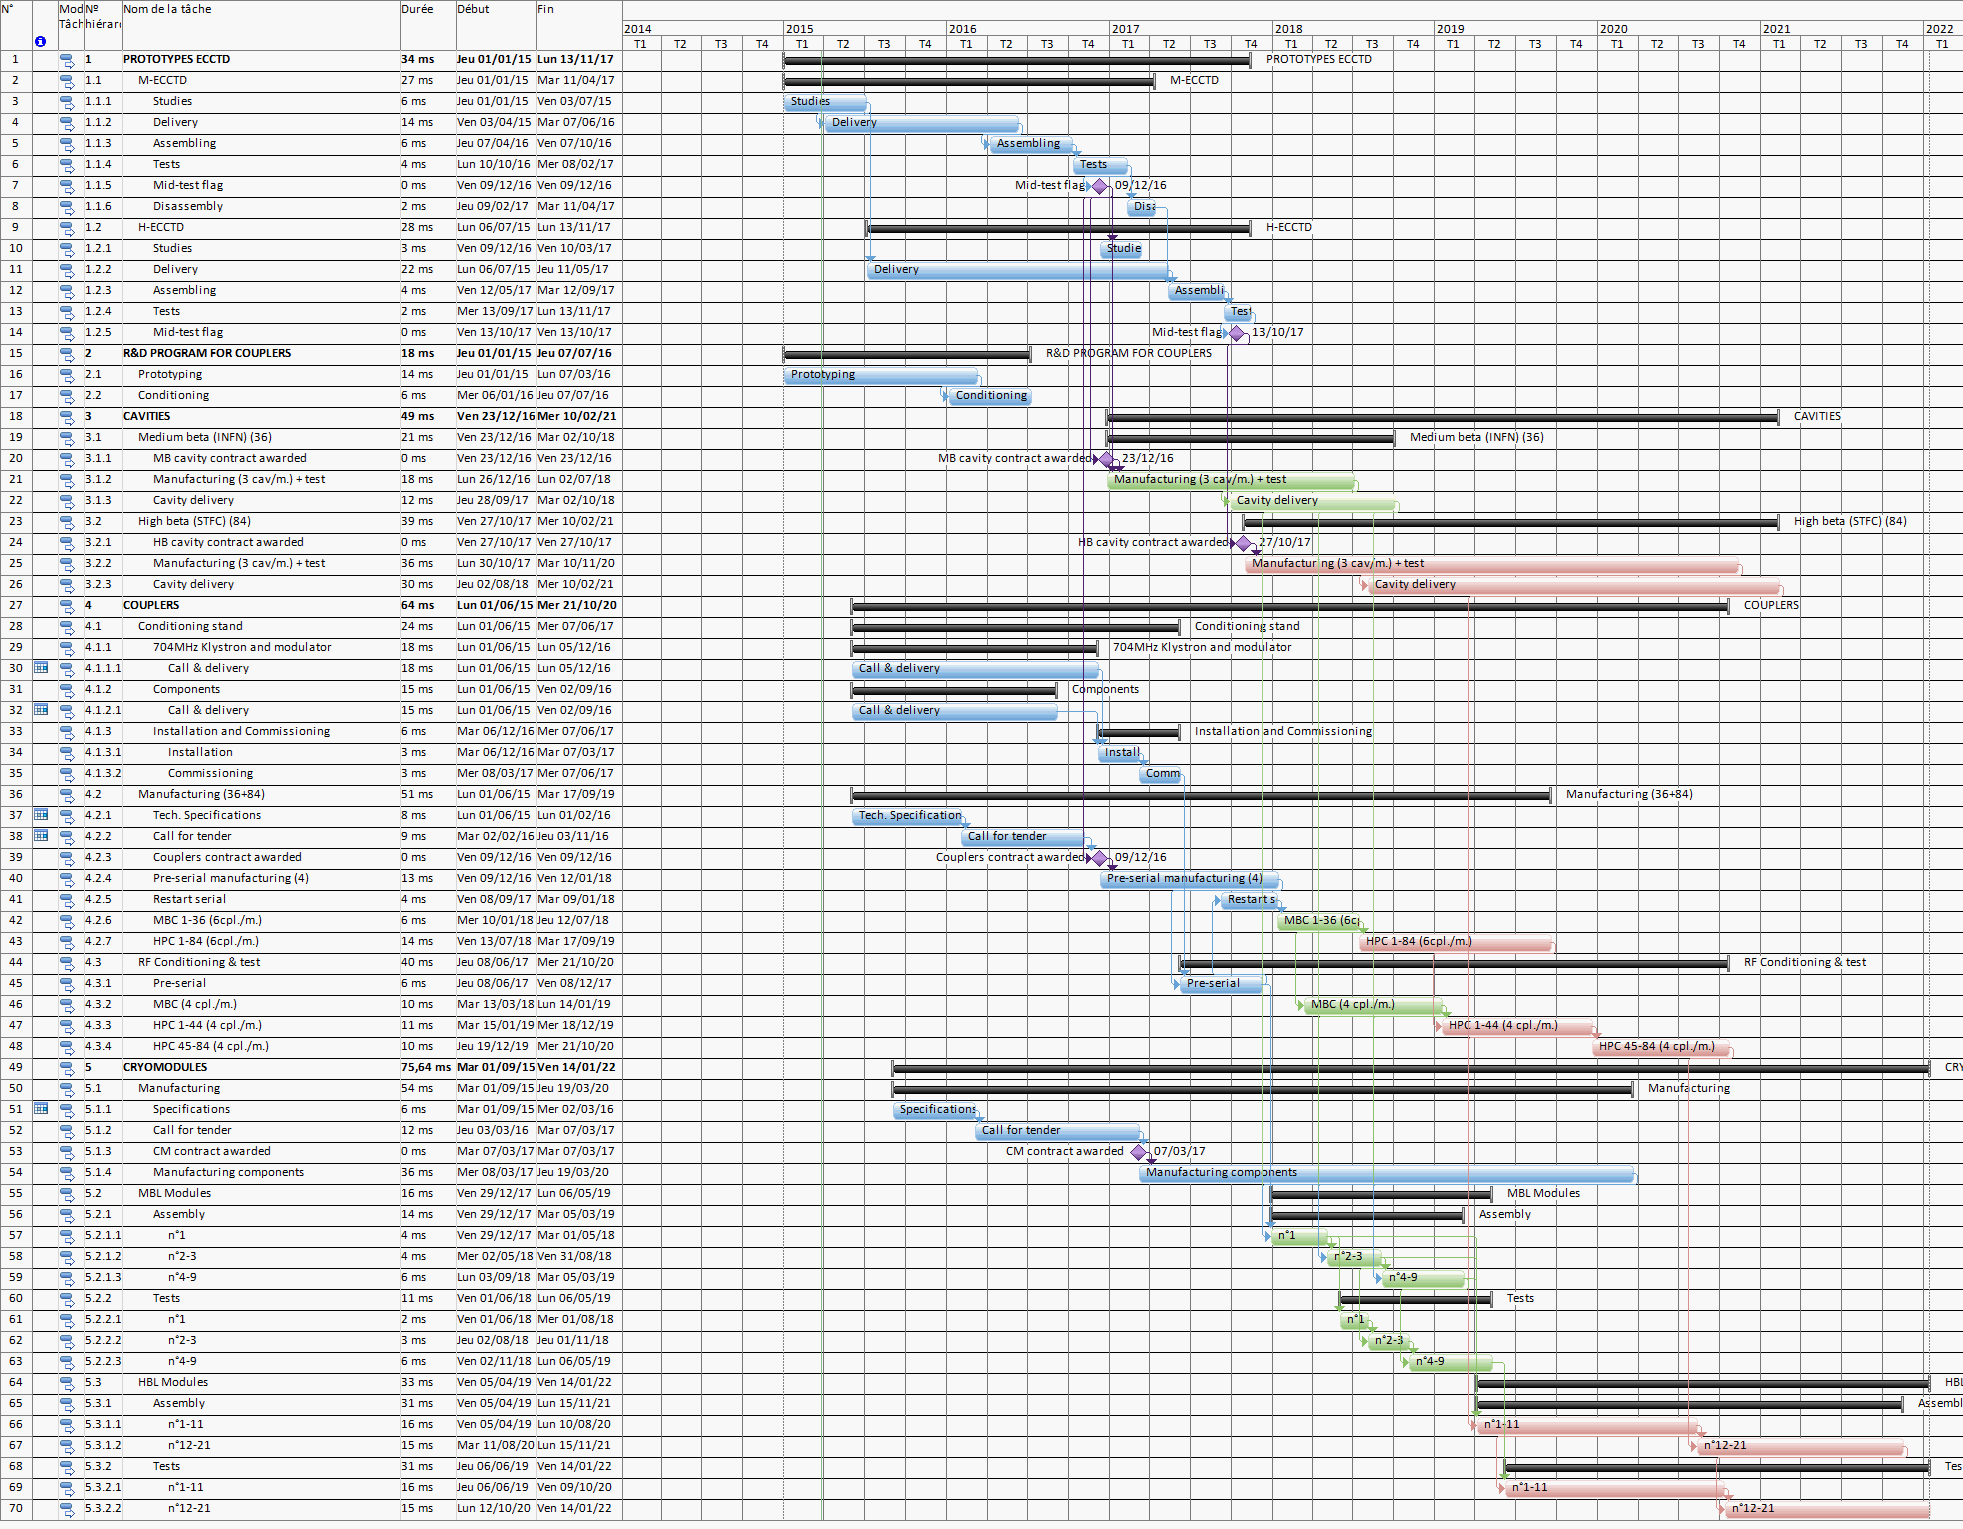 N° Mod Tâch Nº hiérar Nom de la tâche Durée Début Fin
2014 2015 2016 2017 2018 2019 2020 2021 2022
T1 T2 T3 T4 T1 T2 T3 T4 T1 T2 T3 T4 T1 T2 T3 T4 T1 T2 T3 T4 T1 T2 T3 T4 T1 T2 T3 T4 T1 T2 T3 T4 T1
1 1 PROTOTYPES ECCTD 34 ms Jeu 01/01/15 Lun 13/11/17 PROTOTYPES ECCTD
2 1.1 M-ECCTD 27 ms Jeu 01/01/15 Mar 11/04/17 M-ECCTD
3 1.1.1 Studies 6 ms Jeu 01/01/15 Ven 03/07/15 Studies
4 1.1.2 Delivery 14 ms Ven 03/04/15 Mar 07/06/16 Delivery
5 1.1.3 Assembling 6 ms Jeu 07/04/16 Ven 07/10/16 Assembling
6 1.1.4 Tests 4 ms Lun 10/10/16 Mer 08/02/17 Tests
7 1.1.5 Mid-test flag 0 ms Ven 09/12/16 Ven 09/12/16 Mid-test flag 09/12/16
8 1.1.6 Disassembly 2 ms Jeu 09/02/17 Mar 11/04/17 Disa
9 1.2 H-ECCTD 28 ms Lun 06/07/15 Lun 13/11/17 H-ECCTD
10 1.2.1 Studies 3 ms Ven 09/12/16 Ven 10/03/17 Studie
11 1.2.2 Delivery 22 ms Lun 06/07/15 Jeu 11/05/17 Delivery
12 1.2.3 Assembling 4 ms Ven 12/05/17 Mar 12/09/17 Assembli
13 1.2.4 Tests 2 ms Mer 13/09/17 Lun 13/11/17 Test
14 1.2.5 Mid-test flag 0 ms Ven 13/10/17 Ven 13/10/17 Mid-test flag 13/10/17
15 2 R&D PROGRAM FOR COUPLERS 18 ms Jeu 01/01/15 Jeu 07/07/16 R&D PROGRAM FOR COUPLERS
16 2.1 Prototyping 14 ms Jeu 01/01/15 Lun 07/03/16 Prototyping
17 2.2 Conditioning 6 ms Mer 06/01/16 Jeu 07/07/16 Conditioning
18 3 CAVITIES 49 ms Ven 23/12/16 Mer 10/02/21 CAVITIES
19 3.1 Medium beta (INFN) (36) 21 ms Ven 23/12/16 Mar 02/10/18 Medium beta (INFN) (36)
20 3.1.1 MB cavity contract awarded 0 ms Ven 23/12/16 Ven 23/12/16 MB cavity contract awarded 23/12/16
21 3.1.2 Manufacturing (3 cav/m.) + test 18 ms Lun 26/12/16 Lun 02/07/18 Manufacturing (3 cav/m.) + test
22 3.1.3 Cavity delivery 12 ms Jeu 28/09/17 Mar 02/10/18 Cavity delivery
23 3.2 High beta (STFC) (84) 39 ms Ven 27/10/17 Mer 10/02/21 High beta (STFC) (84)
24 3.2.1 HB cavity contract awarded 0 ms Ven 27/10/17 Ven 27/10/17 HB cavity contract awarded 27/10/17
25 3.2.2 Manufacturing (3 cav/m.) + test 36 ms Lun 30/10/17 Mar 10/11/20 Manufacturing (3 cav/m.) + test
26 3.2.3 Cavity delivery 30 ms Jeu 02/08/18 Mer 10/02/21 Cavity delivery
27 4 COUPLERS 64 ms Lun 01/06/15 Mer 21/10/20 COUPLERS
28 4.1 Conditioning stand 24 ms Lun 01/06/15 Mer 07/06/17 Conditioning stand
29 4.1.1 704MHz Klystron and modulator 18 ms Lun 01/06/15 Lun 05/12/16 704MHz Klystron and modulator
30 4.1.1.1 Call & delivery 18 ms Lun 01/06/15 Lun 05/12/16 Call & delivery
31 4.1.2 Components 15 ms Lun 01/06/15 Ven 02/09/16 Components
32 4.1.2.1 Call & delivery 15 ms Lun 01/06/15 Ven 02/09/16 Call & delivery
33 4.1.3 Installation and Commissioning 6 ms Mar 06/12/16 Mer 07/06/17 Installation and Commissioning
34 4.1.3.1 Installation 3 ms Mar 06/12/16 Mar 07/03/17 Instal
35 4.1.3.2 Commissioning 3 ms Mer 08/03/17 Mer 07/06/17 Comm
36 4.2 Manufacturing (36+84) 51 ms Lun 01/06/15 Mar 17/09/19 Manufacturing (36+84)
37 4.2.1 Tech. Specifications 8 ms Lun 01/06/15 Lun 01/02/16 Tech. Specification
38 4.2.2 Call for tender 9 ms Mar 02/02/16 Jeu 03/11/16 Call for tender
39 4.2.3 Couplers contract awarded 0 ms Ven 09/12/16 Ven 09/12/16 Couplers contract awarded 09/12/16
40 4.2.4 Pre-serial manufacturing (4) 13 ms Ven 09/12/16 Ven 12/01/18 Pre-serial manufacturing (4)
41 4.2.5 Restart serial 4 ms Ven 08/09/17 Mar 09/01/18 Restart s
42 4.2.6 MBC 1-36 (6cpl./m.) 6 ms Mer 10/01/18 Jeu 12/07/18 MBC 1-36 (6c
43 4.2.7 HPC 1-84 (6cpl./m.) 14 ms Ven 13/07/18 Mar 17/09/19 HPC 1-84 (6cpl./m.)
44 4.3 RF Conditioning & test 40 ms Jeu 08/06/17 Mer 21/10/20 RF Conditioning & test
45 4.3.1 Pre-serial 6 ms Jeu 08/06/17 Ven 08/12/17 Pre-serial
46 4.3.2 MBC (4 cpl./m.) 10 ms Mar 13/03/18 Lun 14/01/19 MBC (4 cpl./m.)
47 4.3.3 HPC 1-44 (4 cpl./m.) 11 ms Mar 15/01/19 Mer 18/12/19 HPC 1-44 (4 cpl./m.)
48 4.3.4 HPC 45-84 (4 cpl./m.) 10 ms Jeu 19/12/19 Mer 21/10/20 HPC 45-84 (4 cpl./m.)
49 5 CRYOMODULES 75,64 ms Mar 01/09/15 Ven 14/01/22 CRY
50 5.1 Manufacturing 54 ms Mar 01/09/15 Jeu 19/03/20 Manufacturing
51 5.1.1 Specifications 6 ms Mar 01/09/15 Mer 02/03/16 Specifications
52 5.1.2 Call for tender 12 ms Jeu 03/03/16 Mar 07/03/17 Call for tender
53 5.1.3 CM contract awarded 0 ms Mar 07/03/17 Mar 07/03/17 CM contract awarded 07/03/17
54 5.1.4 Manufacturing components 36 ms Mer 08/03/17 Jeu 19/03/20 Manufacturing components
55 5.2 MBL Modules 16 ms Ven 29/12/17 Lun 06/05/19 MBL Modules
56 5.2.1 Assembly 14 ms Ven 29/12/17 Mar 05/03/19 Assembly
57 5.2.1.1 n°1 4 ms Ven 29/12/17 Mar 01/05/18 n°1
58 5.2.1.2 n°2-3 4 ms Mer 02/05/18 Ven 31/08/18 n°2-3
59 5.2.1.3 n°4-9 6 ms Lun 03/09/18 Mar 05/03/19 n°4-9
60 5.2.2 Tests 11 ms Ven 01/06/18 Lun 06/05/19 Tests
61 5.2.2.1 n°1 2 ms Ven 01/06/18 Mer 01/08/18 n°1
62 5.2.2.2 n°2-3 3 ms Jeu 02/08/18 Jeu 01/11/18 n°2-3
63 5.2.2.3 n°4-9 6 ms Ven 02/11/18 Lun 06/05/19 n°4-9
64 5.3 HBL Modules 33 ms Ven 05/04/19 Ven 14/01/22 HBL
65 5.3.1 Assembly 31 ms Ven 05/04/19 Lun 15/11/21 Assembl
66 5.3.1.1 n°1-11 16 ms Ven 05/04/19 Lun 10/08/20 n°1-11
67 5.3.1.2 n°12-21 15 ms Mar 11/08/20 Lun 15/11/21 n°12-21
68 5.3.2 Tests 31 ms Jeu 06/06/19 Ven 14/01/22 Tes
69 5.3.2.1 n°1-11 16 ms Jeu 06/06/19 Ven 09/10/20 n°1-11
70 5.3.2.2 n°12-21 15 ms Lun 12/10/20 Ven 14/01/22 n°12-21